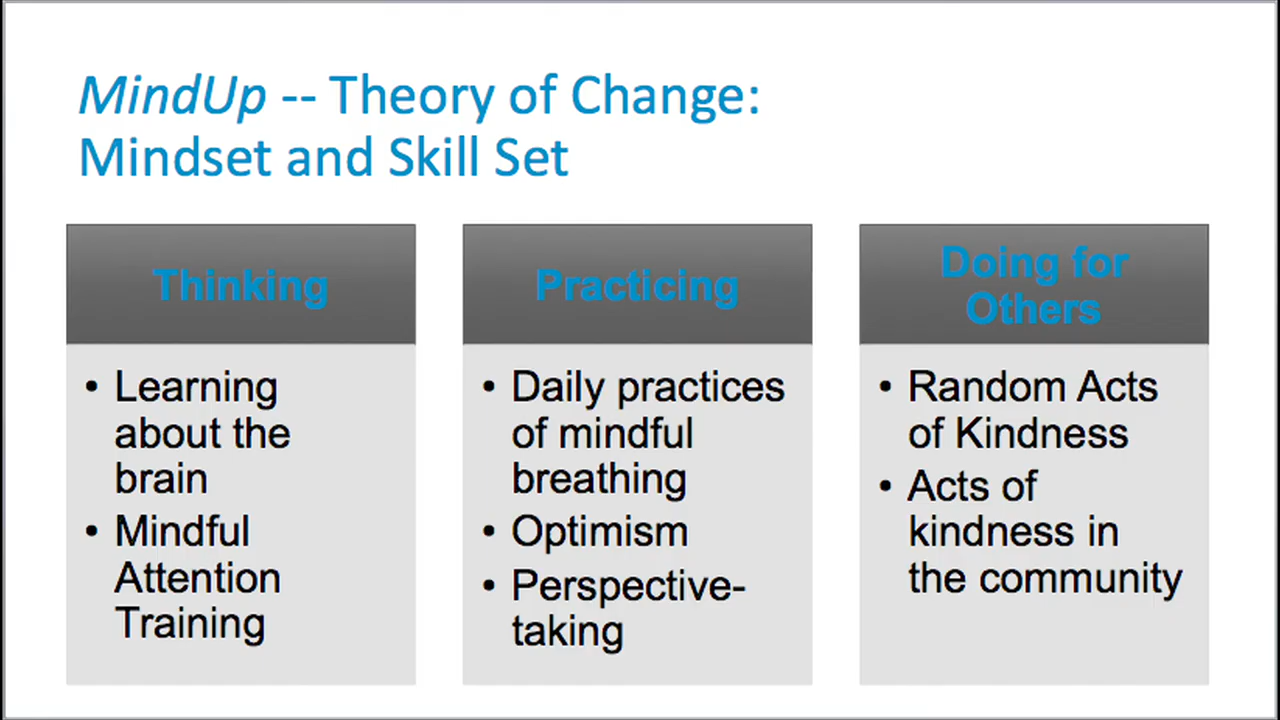 MindUp -- Theory of Change:
Mindset and Skill Set
Thinking
• Learning
about the
brain
• Mindful
Attention
Training
Practicing
• Daily practices
of mindful
breathing
• Optimism
• Perspective-
taking
Doing for
Others
• Random Acts
of Kindness
• Acts of
kindness in
the community